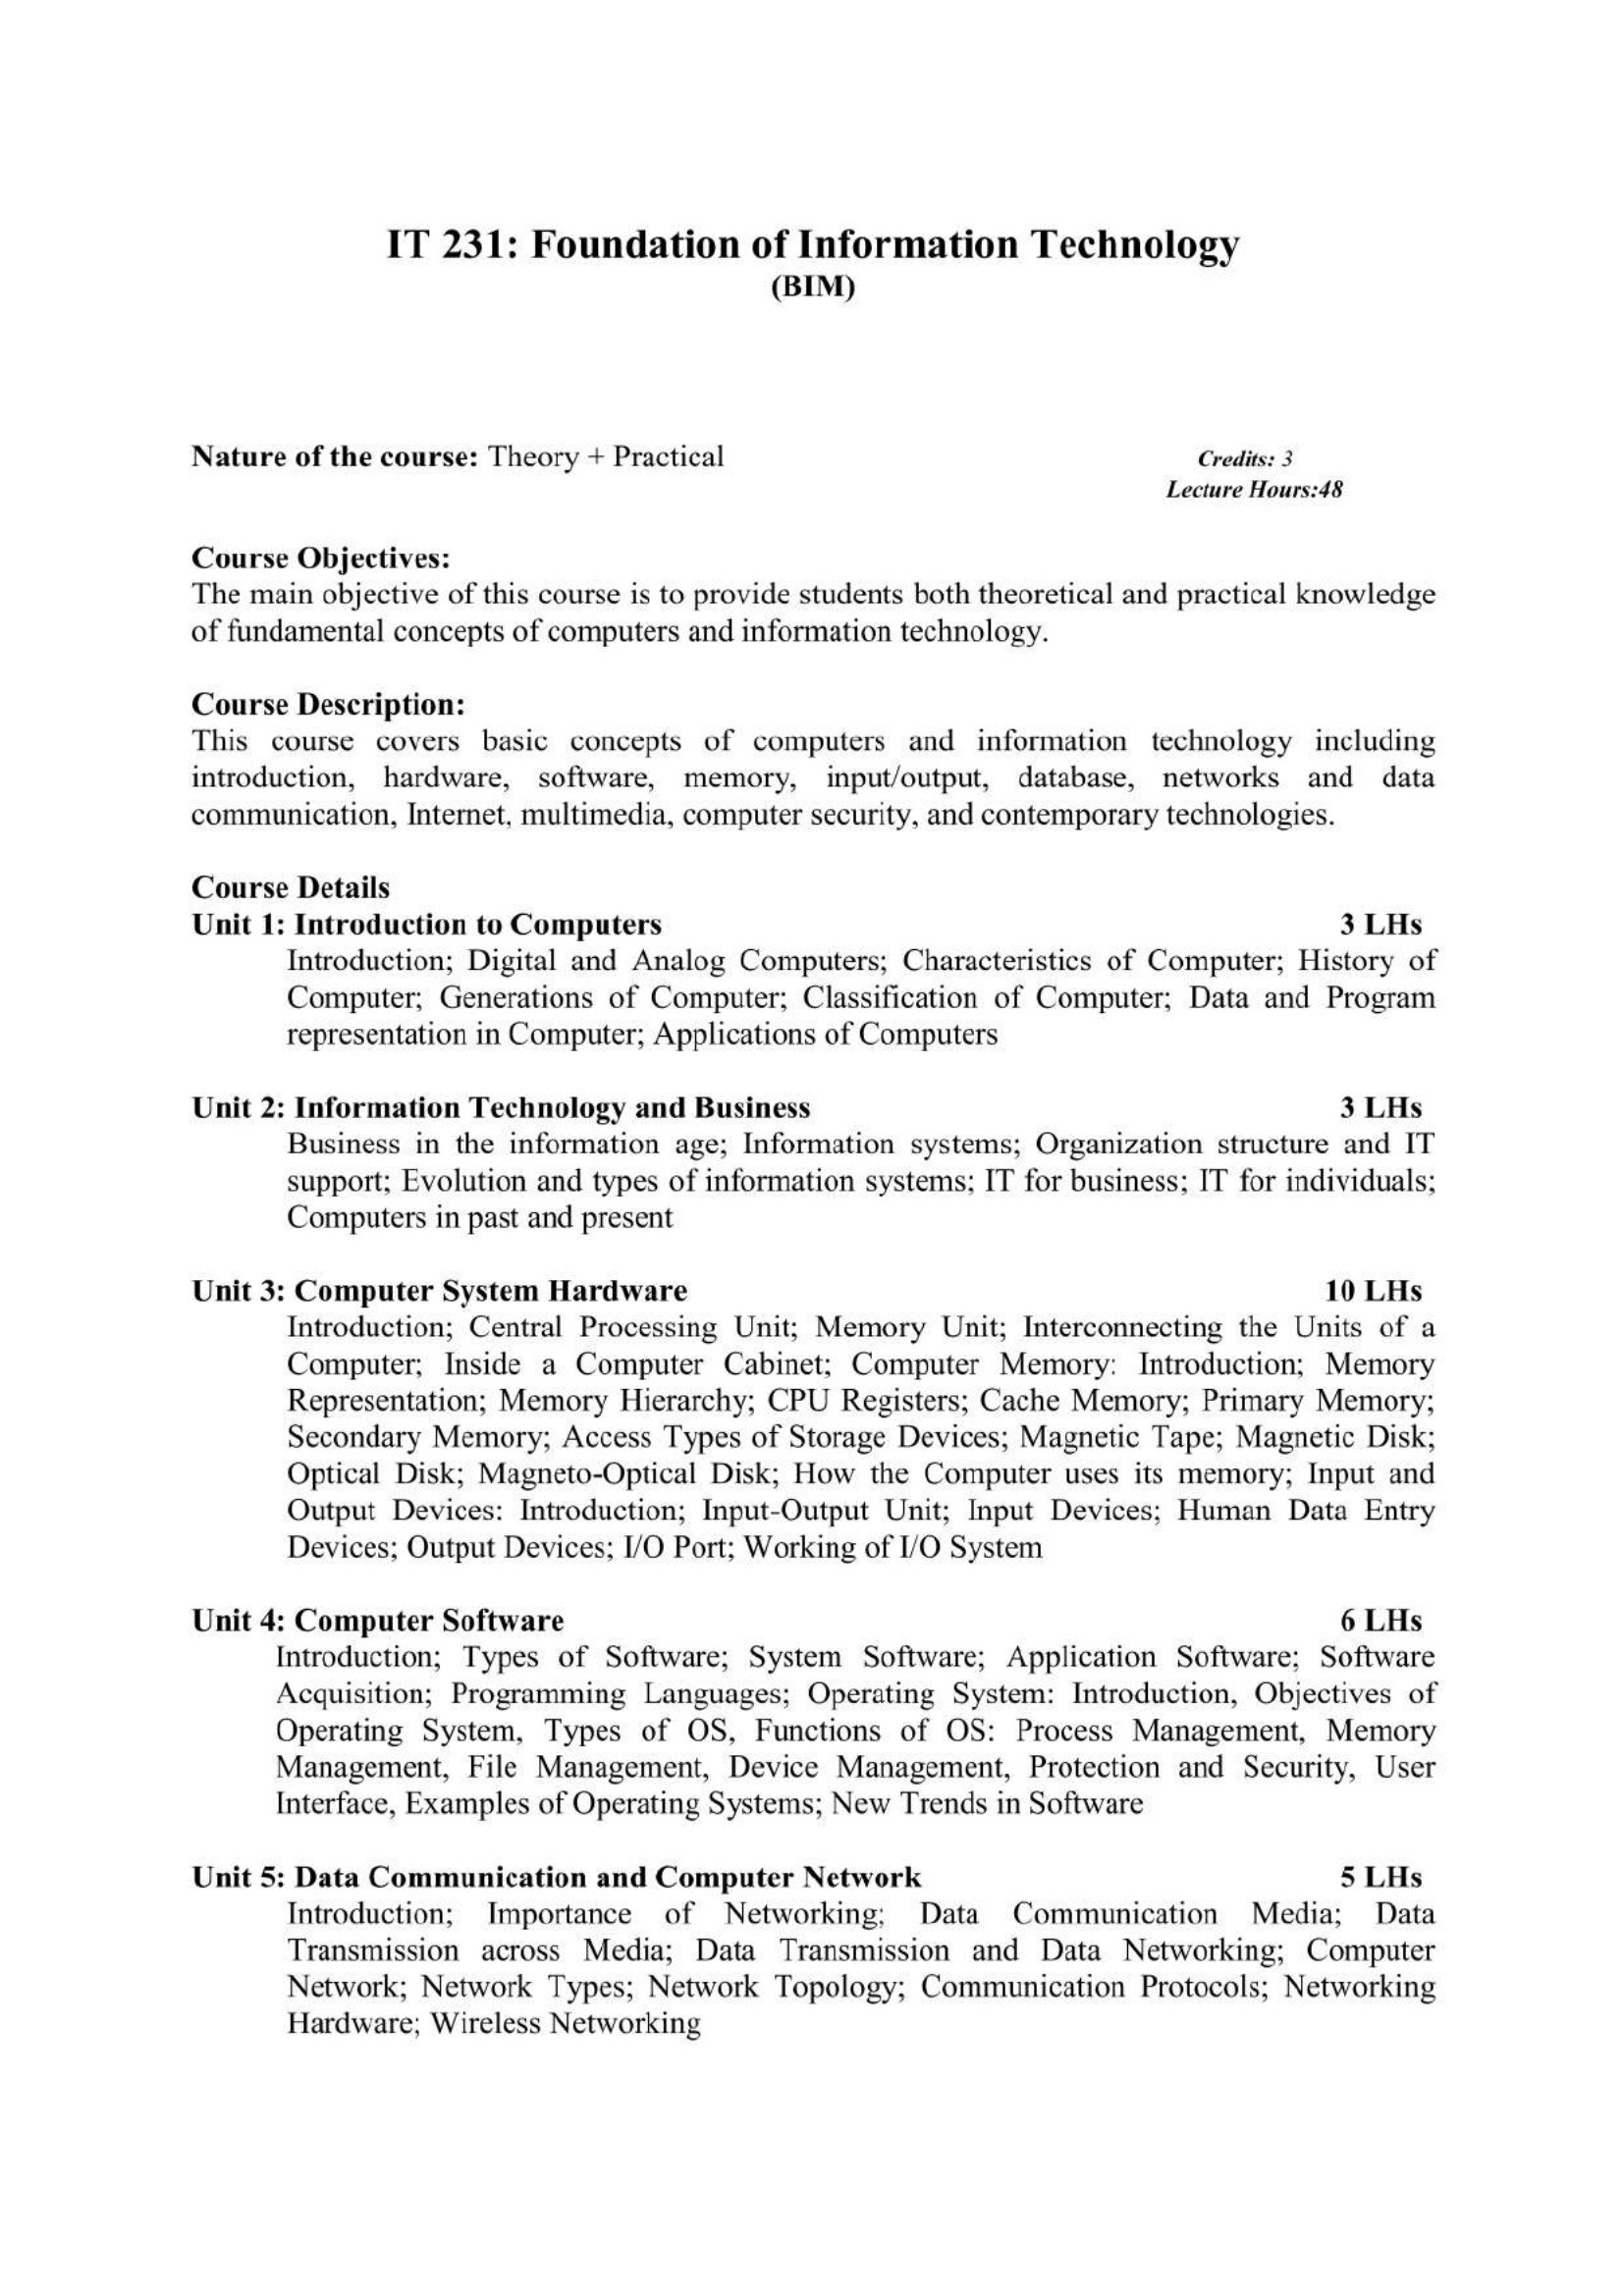 IT 231: Foundation of Information Technology
(BIM)
Nature of the course: Theory + Practical
Credits: 3
Lecture Hours:48
Course Objectives:
The main objective of this course is to provide students both theoretical and practical knowledge
of fundamental concepts of computers and information technology.
Course Description:
This course covers basic concepts of computers and information technology including
introduction, hardware, software, memory, input/output, database, networks and data
communication, Internet, multimedia, computer security, and contemporary technologies.
Course Details
Unit 1: Introduction to Computers 3 LHs
Introduction; Digital and Analog Computers; Characteristics of Computer; History of
Computer; Generations of Computer; Classification of Computer; Data and Program
representation in Computer; Applications of Computers
Unit 2: Information Technology and Business 3 LHs
Business in the information age; Information systems; Organization structure and IT
support; Evolution and types of information systems; IT for business; IT for individuals;
Computers in past and present
Unit 3: Computer System Hardware 10 LHs
Introduction; Central Processing Unit; Memory Unit; Interconnecting the Units of a
Computer; Inside a Computer Cabinet; Computer Memory: Introduction; Memory
Representation; Memory Hierarchy; CPU Registers; Cache Memory; Primary Memory;
Secondary Memory; Access Types of Storage Devices; Magnetic Tape; Magnetic Disk;
Optical Disk; Magneto-Optical Disk; How the Computer uses its memory; Input and
Output Devices: Introduction; Input-Output Unit; Input Devices; Human Data Entry
Devices; Output Devices; I/O Port; Working of I/O System
Unit 4: Computer Software 6 LHs
Introduction; Types of Software; System Software; Application Software; Software
Acquisition; Programming Languages; Operating System: Introduction, Objectives of
Operating System, Types of OS, Functions of OS: Process Management, Memory
Management, File Management, Device Management, Protection and Security, User
Interface, Examples of Operating Systems; New Trends in Software
Unit 5: Data Communication and Computer Network 5 LHs
Introduction; Importance of Networking; Data Communication Media; Data
Transmission across Media; Data Transmission and Data Networking; Computer
Network; Network Types; Network Topology; Communication Protocols; Networking
Hardware; Wireless Networking